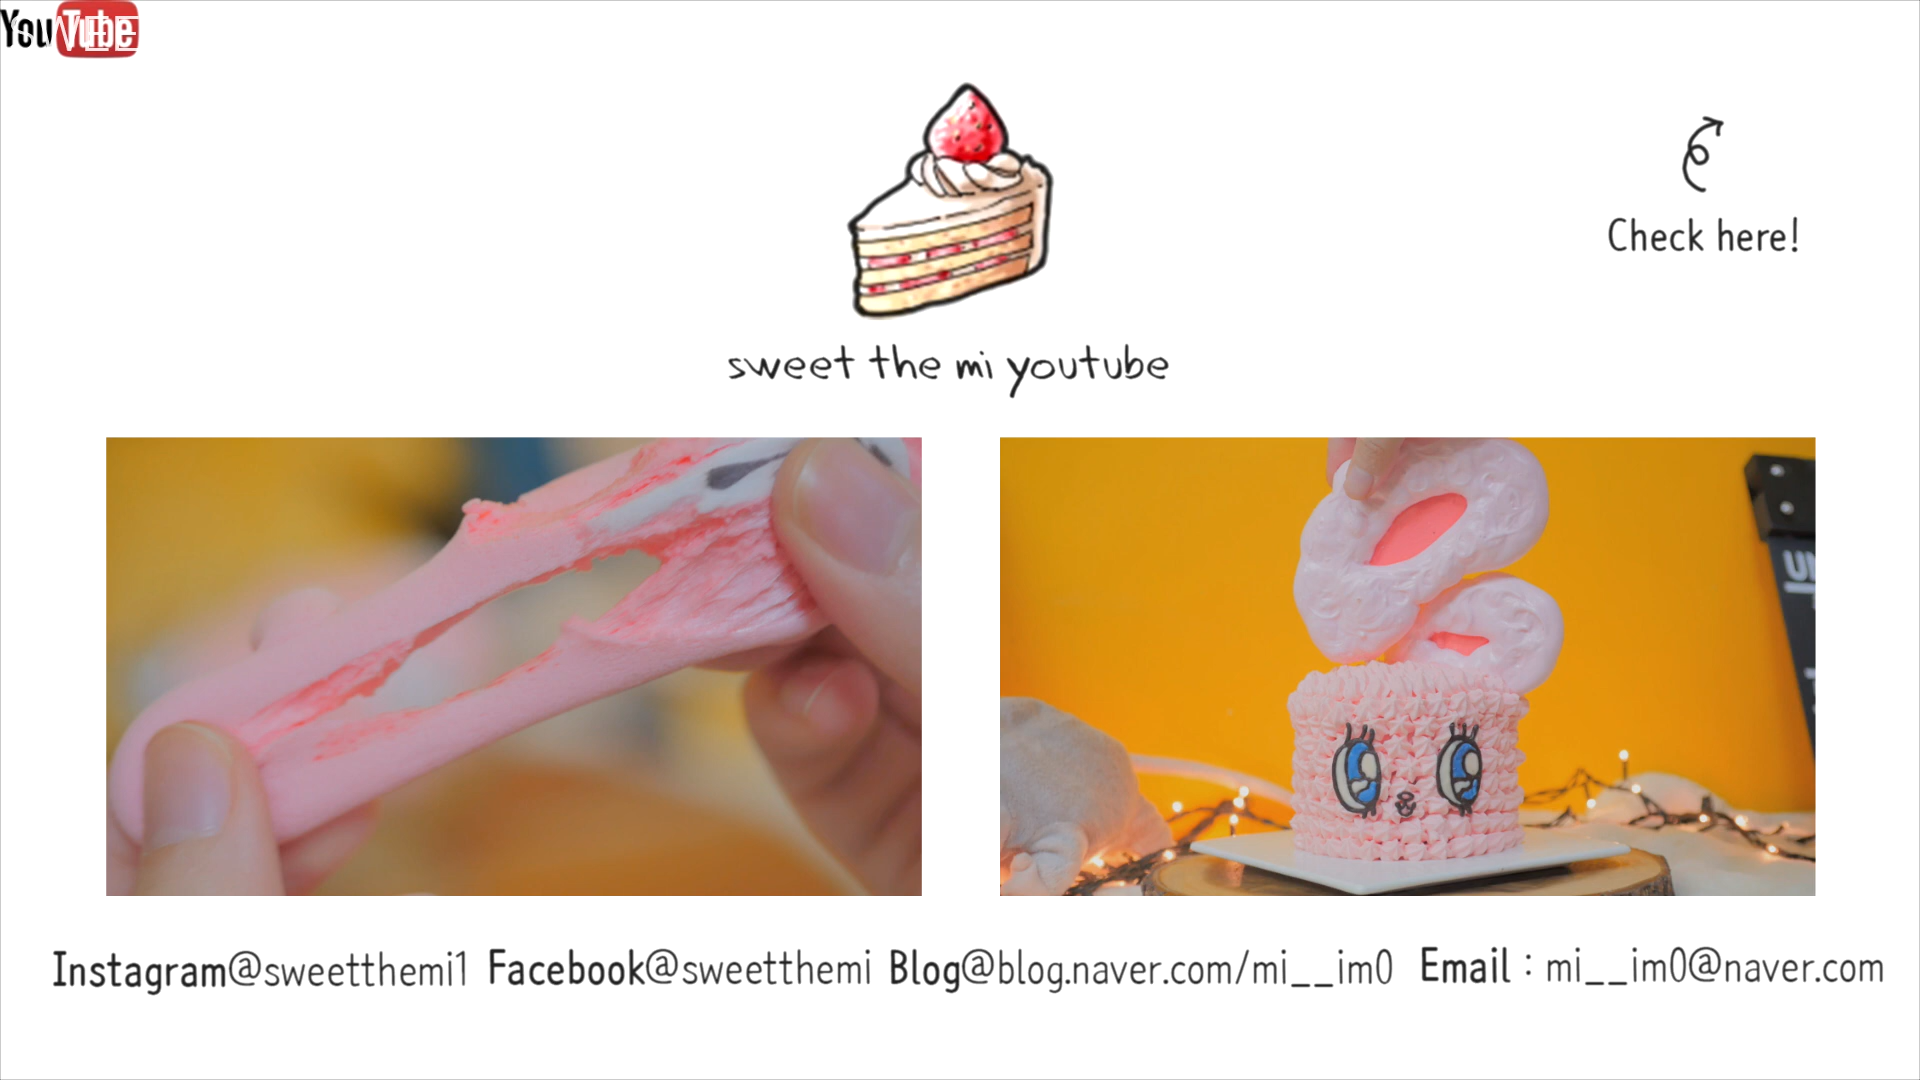 YouTube
Check here!
sweet the mi youtube
Instagram@sweetthemi1 Facebook@sweetthemi Blog@blog.naver.com/mi__im0 Email : mi__im0@naver.com